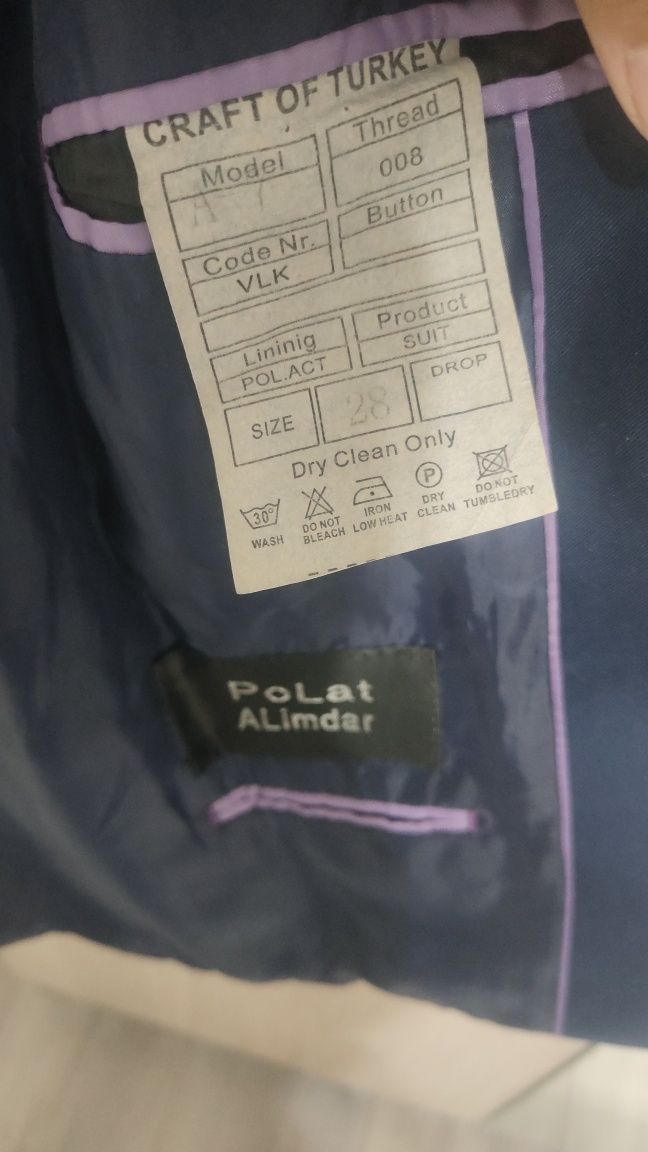 CRAFT OF TURKEY
Model Thread
008
Code Nr. Button
VLK
Lininig Product
POL.ACT SUIT
SIZE 28 DROP
Dry Clean Only
30°
P
WASH DO NOT BLEACH IRON LOW HEAT DRY CLEAN DO NOT TUMBLEDRY
PoLat
ALimdar